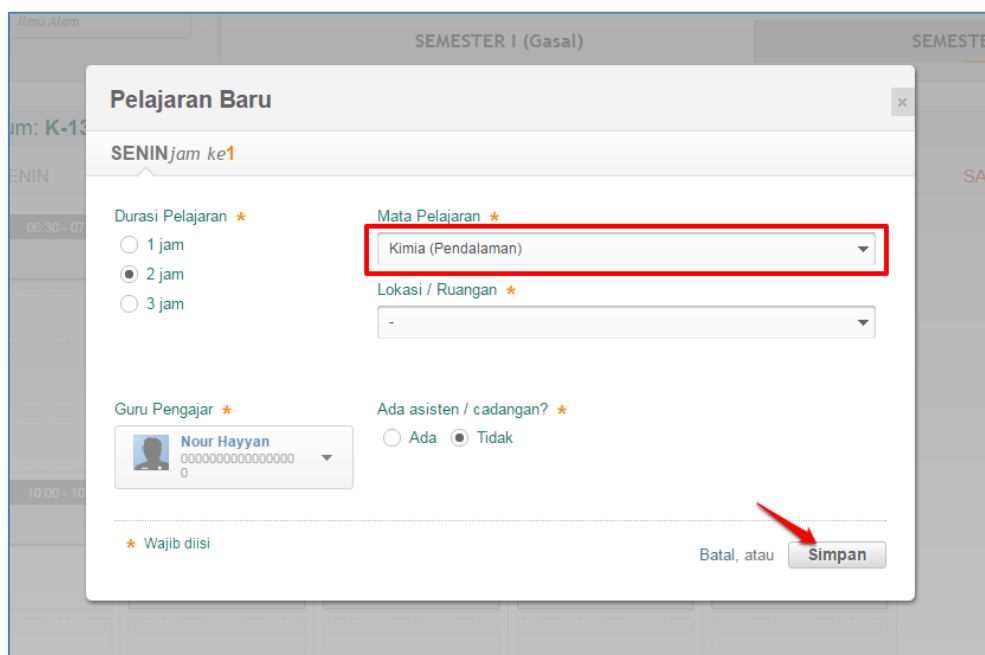 Ilmu Alam
SEMESTER I (Gasal)
SEMESTE
Pelajaran Baru
×
um: K-13
SENIN jam ke1
ENIN
SA
06:30 - 07
Durasi Pelajaran *
Mata Pelajaran *
1 jam
Kimia (Pendalaman)
2 jam
Lokasi / Ruangan *
3 jam
-
Guru Pengajar *
Ada asisten / cadangan? *
Nour Hayyan
Ada Tidak
0000000000000000
0
10:00 - 10
* Wajib diisi
Batal, atau Simpan